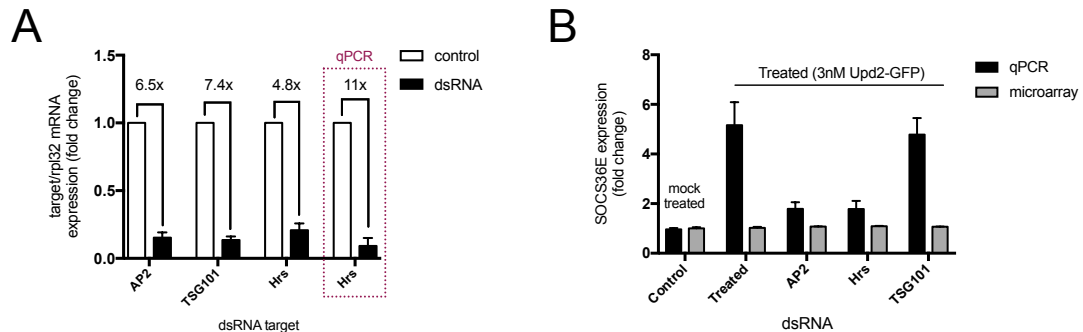 A
target/rpl32 mRNA
expression (fold change)
1.5
1.0
0.5
0.0
6.5x
7.4x
4.8x
qPCR
11x
control
dsRNA
AP2
TSG101
Hrs
Hrs
dsRNA target
B
SOCS36E expression
(fold change)
8
6
4
2
0
Treated (3nM Upd2-GFP)
qPCR
microarray
mock
treated
Control
Treated
AP2
Hrs
TSG101
dsRNA